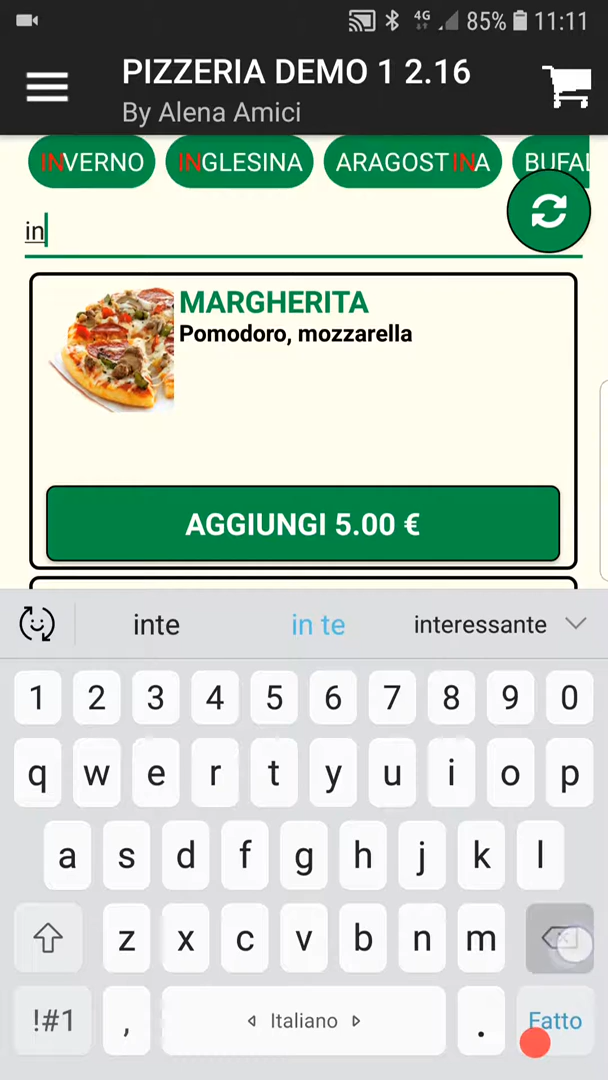 4G 85% 11:11
PIZZERIA DEMO 1 2.16
By Alena Amici
INVERNO INGLESINA ARAGOSTINA BUFAL
in
MARGHERITA
Pomodoro, mozzarella
AGGIUNGI 5.00 €
inte in te interessante
1 2 3 4 5 6 7 8 9 0
q w e r t y u i o p
a s d f g h j k l
z x c v b n m
!#1 , Italiano . Fatto